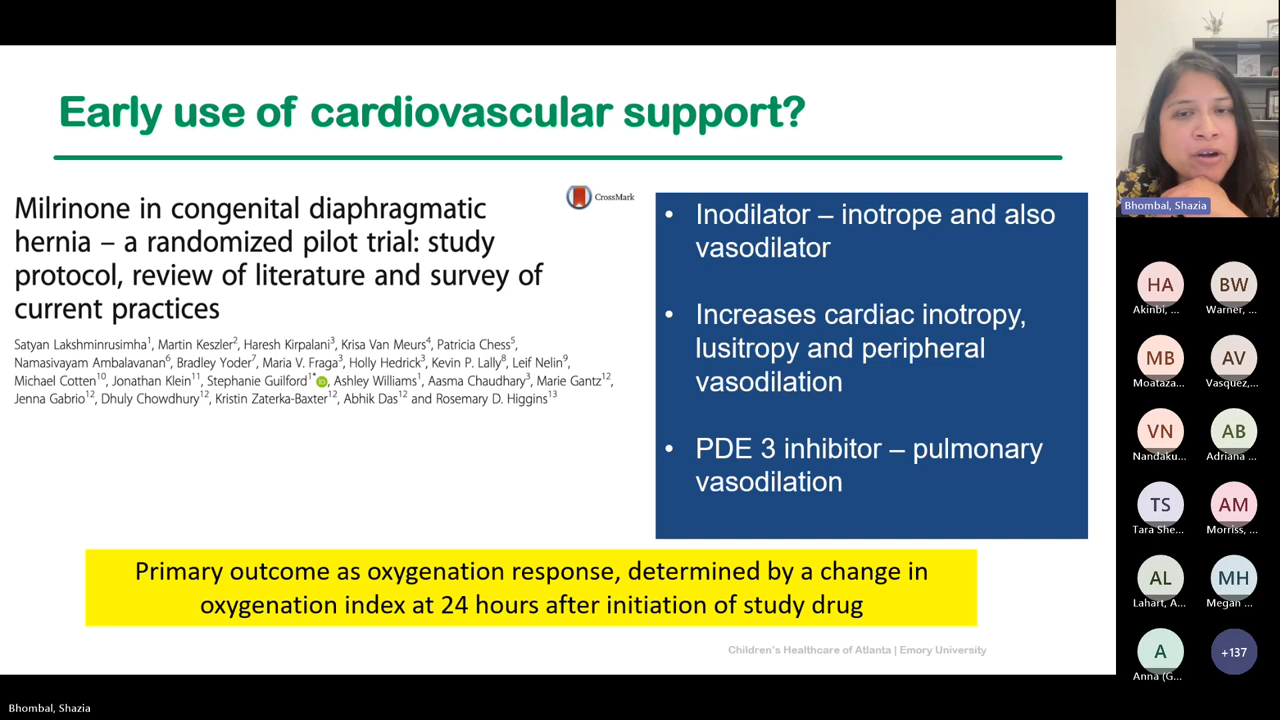 Early use of cardiovascular support?
CrossMark
Milrinone in congenital diaphragmatic
hernia – a randomized pilot trial: study
protocol, review of literature and survey of
current practices
Satyan Lakshminrusimha1, Martin Keszler2, Haresh Kirpalani3, Krisa Van Meurs4, Patricia Chess5,
Namasivayam Ambalavanan6, Bradley Yoder7, Maria V. Fraga3, Holly Hedrick3, Kevin P. Lally8, Leif Nelin9,
Michael Cotten10, Jonathan Klein11, Stephanie Guilford1*, Ashley Williams1, Aasma Chaudhary3, Marie Gantz12,
Jenna Gabrio12, Dhuly Chowdhury12, Kristin Zaterka-Baxter12, Abhik Das12 and Rosemary D. Higgins13
• Inodilator – inotrope and also
vasodilator
• Increases cardiac inotropy,
lusitropy and peripheral
vasodilation
• PDE 3 inhibitor – pulmonary
vasodilation
Primary outcome as oxygenation response, determined by a change in
oxygenation index at 24 hours after initiation of study drug
Children's Healthcare of Atlanta | Emory University
Bhombal, Shazia
HA
BW
Akinbi, ...
Warner, ...
MB
AV
Moataza...
Vasquez,...
VN
AB
Nandaku...
Adriana ...
TS
AM
Tara She...
Morriss, ...
AL
MH
Lahart, A...
Megan ...
A
+137
Anna (G...
Bhombal, Shazia